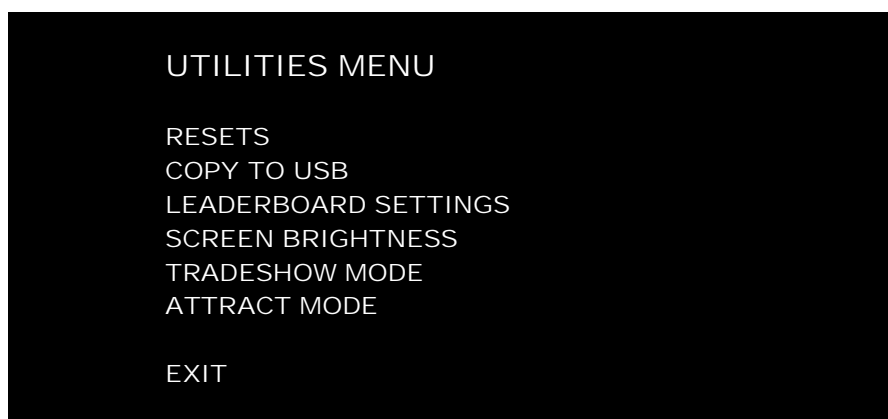 UTILITIES MENU
RESETS
COPY TO USB
LEADERBOARD SETTINGS
SCREEN BRIGHTNESS
TRADESHOW MODE
ATTRACT MODE
EXIT